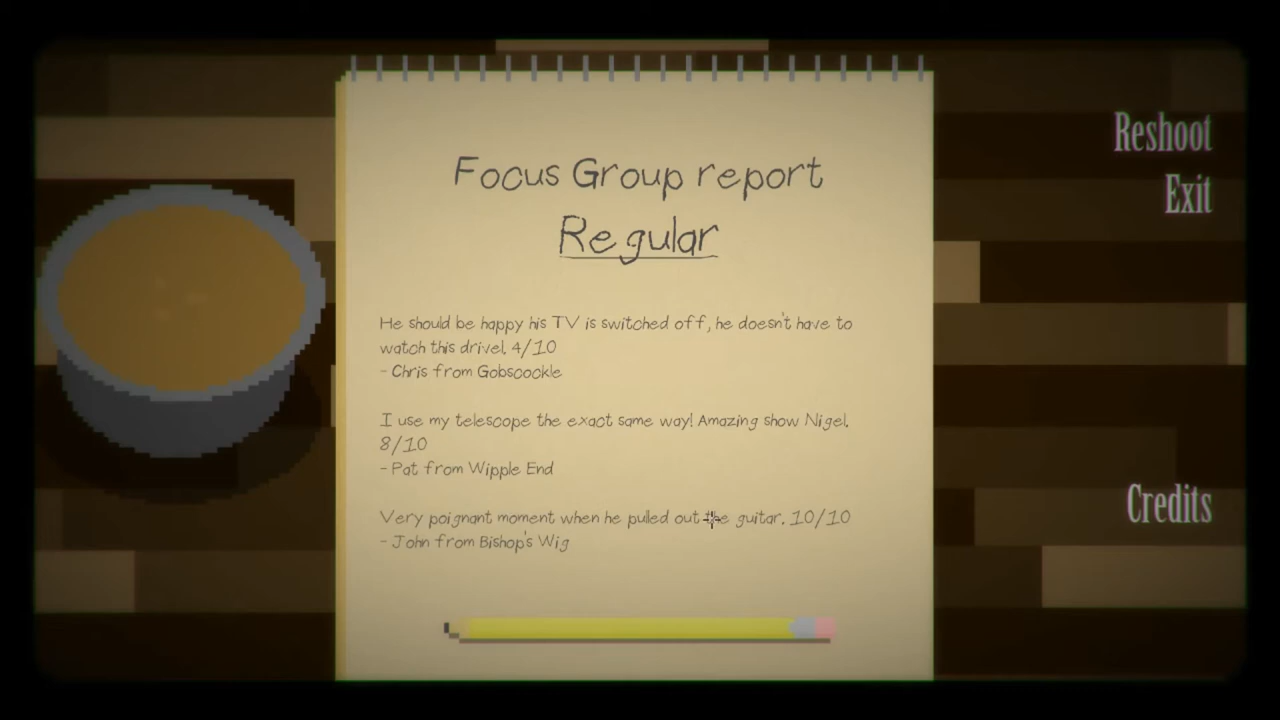 Focus Group report
Regular
He should be happy his TV is switched off, he doesn't have to
watch this drivel. 4/10
- Chris from Gobscockle
I use my telescope the exact same way! Amazing show Nigel.
8/10
- Pat from Wipple End
Very poignant moment when he pulled out the guitar. 10/10
- John from Bishop's Wig
Reshoot
Exit
Credits